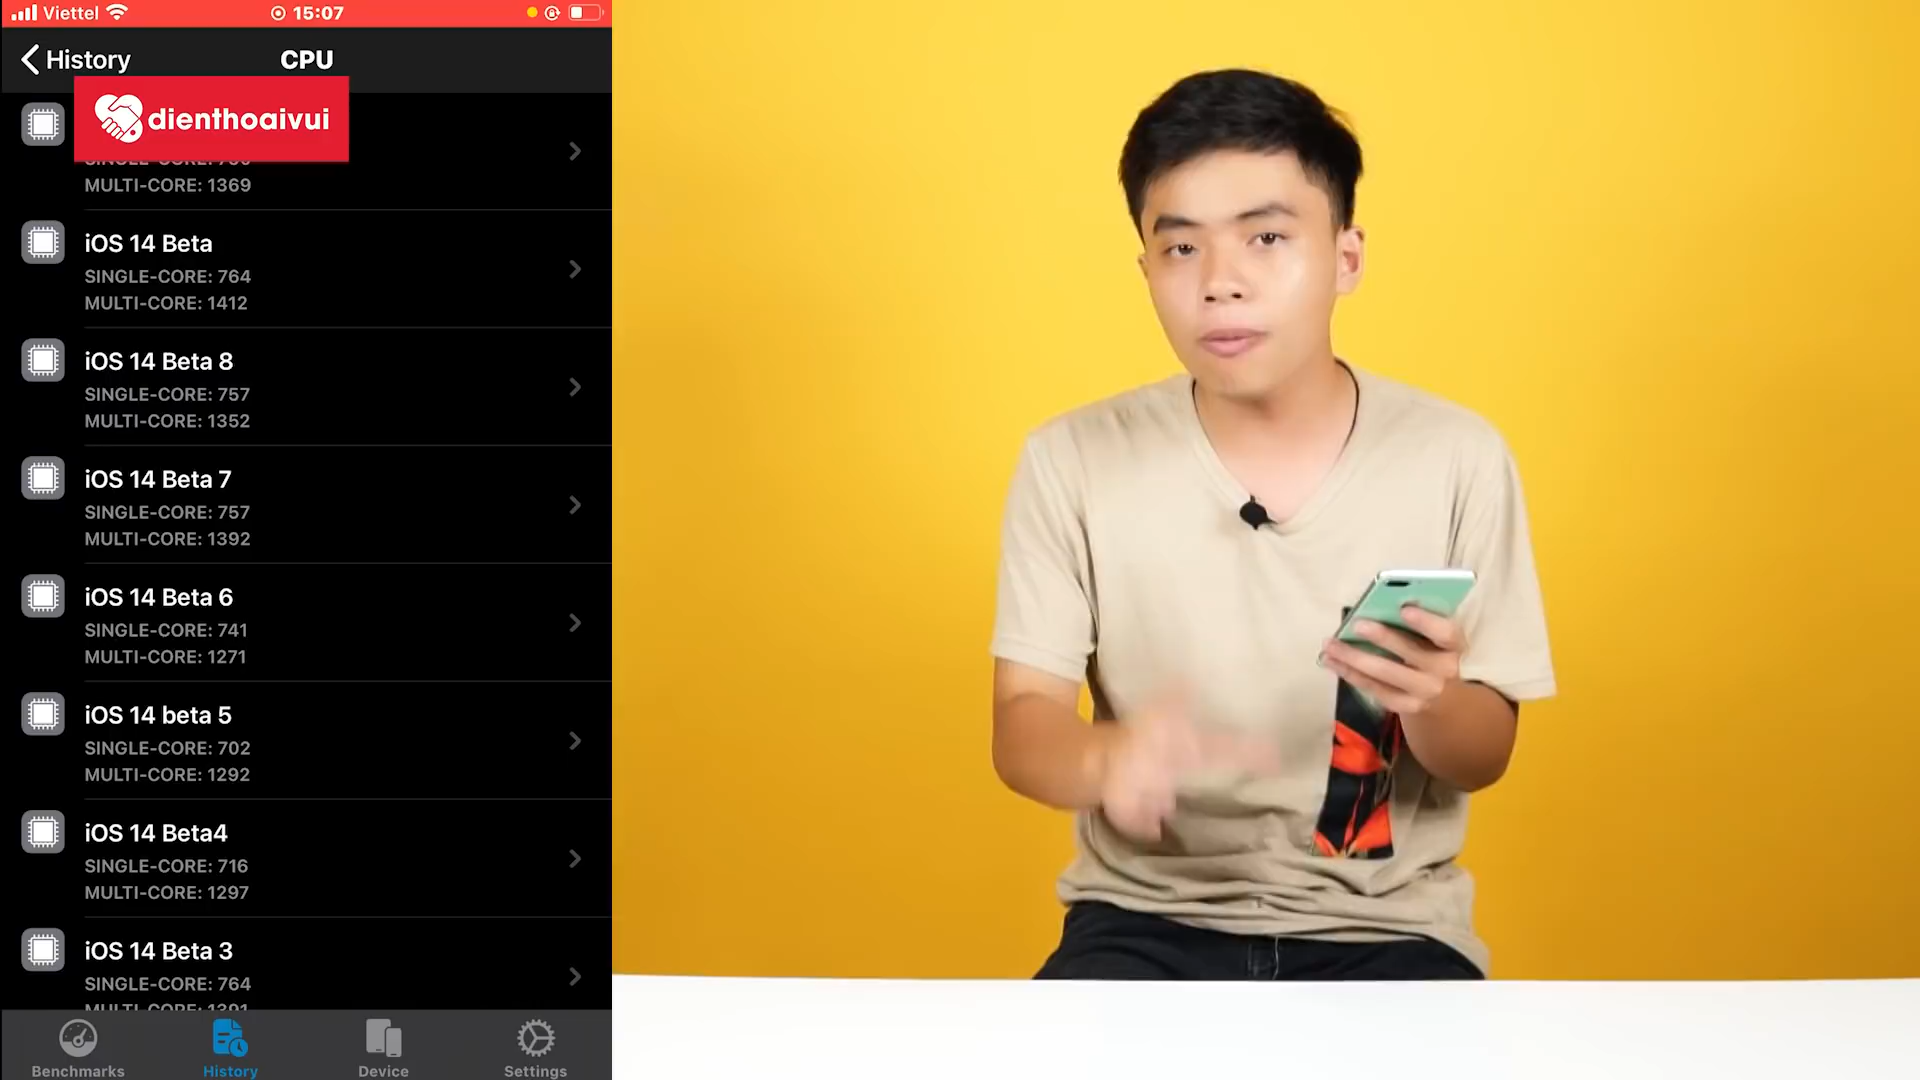 Viettel 15:07
History CPU
dienthoaivui
MULTI-CORE: 1369
iOS 14 Beta
SINGLE-CORE: 764
MULTI-CORE: 1412
iOS 14 Beta 8
SINGLE-CORE: 757
MULTI-CORE: 1352
iOS 14 Beta 7
SINGLE-CORE: 757
MULTI-CORE: 1392
iOS 14 Beta 6
SINGLE-CORE: 741
MULTI-CORE: 1271
iOS 14 beta 5
SINGLE-CORE: 702
MULTI-CORE: 1292
iOS 14 Beta4
SINGLE-CORE: 716
MULTI-CORE: 1297
iOS 14 Beta 3
SINGLE-CORE: 764
Benchmarks History Device Settings